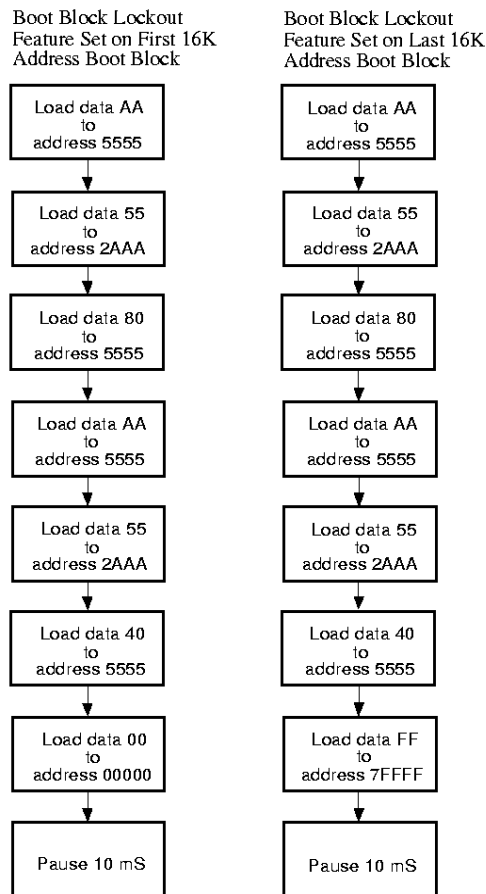 Boot Block Lockout
Feature Set on First 16K
Address Boot Block
Load data AA
to
address 5555
Load data 55
to
address 2AAA
Load data 80
to
address 5555
Load data AA
to
address 5555
Load data 55
to
address 2AAA
Load data 40
to
address 5555
Load data 00
to
address 00000
Pause 10 mS
Boot Block Lockout
Feature Set on Last 16K
Address Boot Block
Load data AA
to
address 5555
Load data 55
to
address 2AAA
Load data 80
to
address 5555
Load data AA
to
address 5555
Load data 55
to
address 2AAA
Load data 40
to
address 5555
Load data FF
to
address 7FFFF
Pause 10 mS